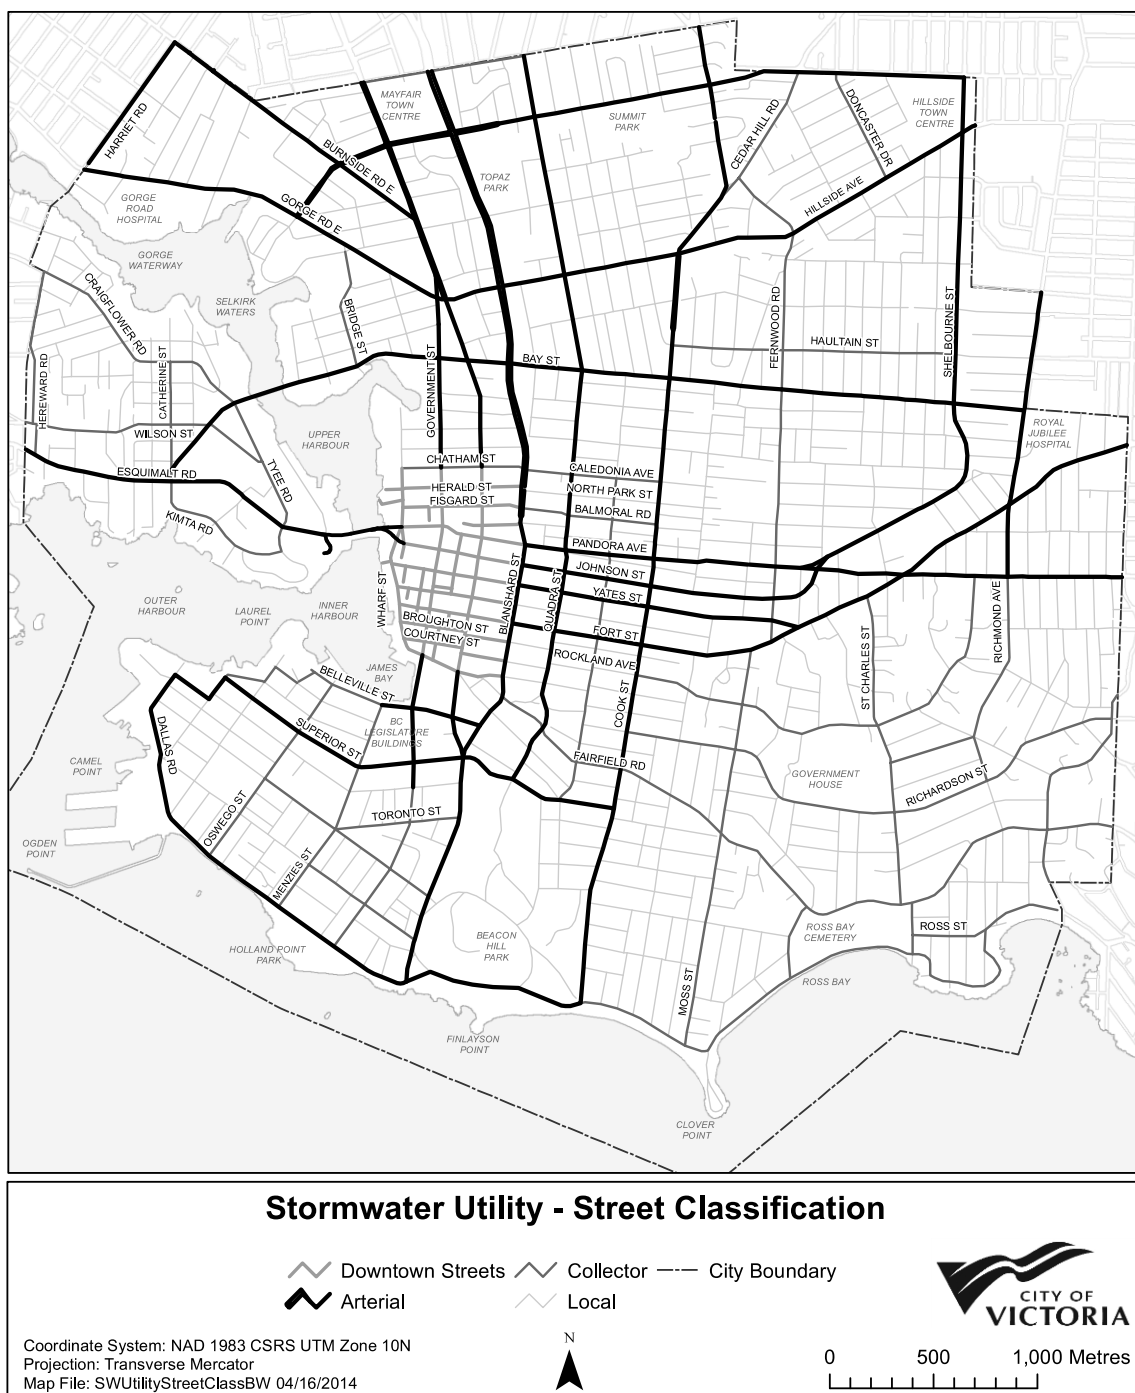 MAYFAIR
TOWN
CENTRE
SUMMIT
PARK
CEDAR HILL RD
DONCASTER DR
HILLSIDE
TOWN
CENTRE
HARRIET RD
BURNSIDE RD E
TOPAZ
PARK
GORGE
ROAD
HOSPITAL
GORGE RD E
HILLSIDE AVE
GORGE
WATERWAY
CRAIGFLOWER RD
SELKIRK
WATERS
BRIDGE ST
FERNWOOD RD
SHELBOURNE ST
HAULTAIN ST
BAY ST
GOVERNMENT ST
HEREWARD RD
CATHERINE ST
WILSON ST
UPPER
HARBOUR
ROYAL
JUBILEE
HOSPITAL
ESQUIMALT RD
TYEE RD
CHATHAM ST
CALEDONIA AVE
HERALD ST
NORTH PARK ST
FISGARD ST
BALMORAL RD
KIMTA RD
PANDORA AVE
JOHNSON ST
YATES ST
BLANSHARD ST
QUADRA ST
WHARF ST
OUTER
HARBOUR
LAUREL
POINT
INNER
HARBOUR
BROUGHTON ST
COURTNEY ST
FORT ST
ROCKLAND AVE
RICHMOND AVE
ST CHARLES ST
JAMES
BAY
BELLEVILLE ST
COOK ST
DALLAS RD
SUPERIOR ST
BC
LEGISLATURE
BUILDINGS
FAIRFIELD RD
CAMEL
POINT
GOVERNMENT
HOUSE
RICHARDSON ST
OSWEGO ST
TORONTO ST
OGDEN
POINT
MENZIES ST
HOLLAND POINT
PARK
BEACON
HILL
PARK
ROSS BAY
CEMETERY
ROSS ST
MOSS ST
ROSS BAY
FINLAYSON
POINT
CLOVER
POINT
Stormwater Utility - Street Classification
Downtown Streets
Collector
City Boundary
Arterial
Local
CITY OF
VICTORIA
Coordinate System: NAD 1983 CSRS UTM Zone 10N
Projection: Transverse Mercator
Map File: SWUtilityStreetClassBW 04/16/2014
N
0 500 1,000 Metres